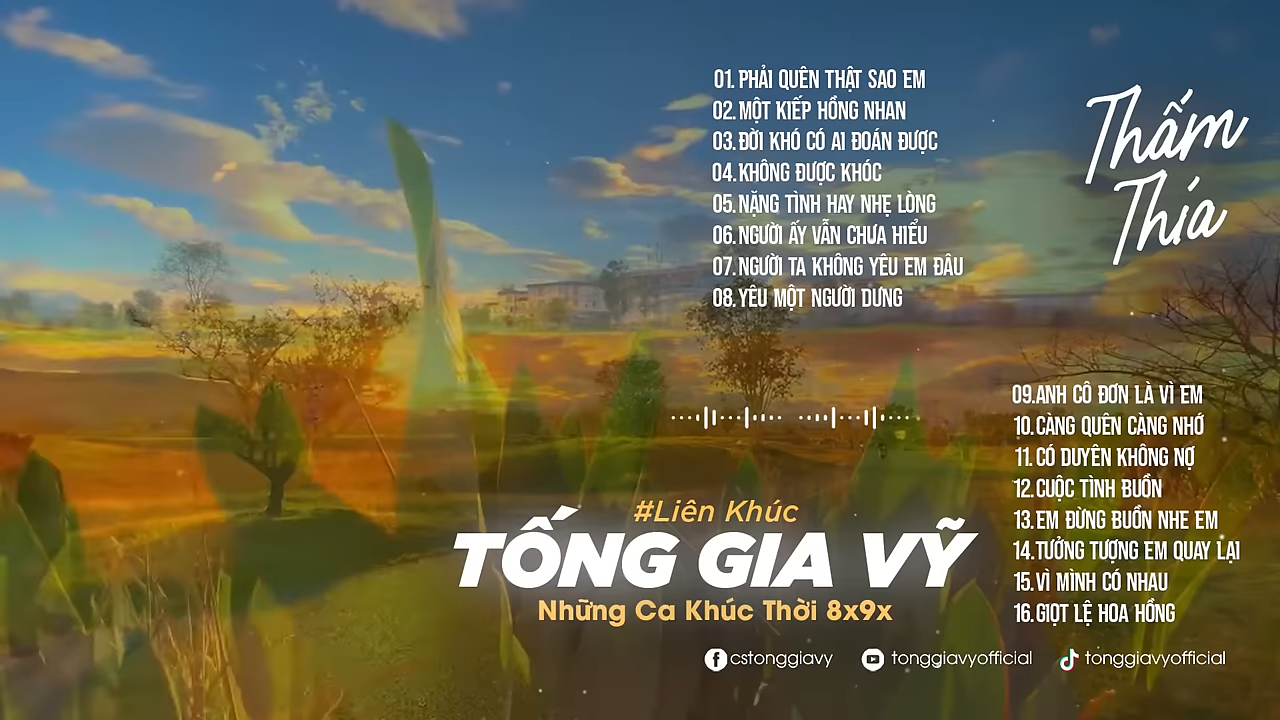 01. PHẢI QUÊN THẬT SAO EM
02. MỘT KIẾP HỒNG NHAN
03. ĐỜI KHÓ CÓ AI ĐOÁN ĐƯỢC
04. KHÔNG ĐƯỢC KHÓC
05. NẶNG TÌNH HAY NHẸ LÒNG
06. NGƯỜI ẤY VẪN CHƯA HIỂU
07. NGƯỜI TA KHÔNG YÊU EM ĐÂU
08. YÊU MỘT NGƯỜI DƯNG
Thấm
Thía
09. ANH CÔ ĐƠN LÀ VÌ EM
10. CÀNG QUÊN CÀNG NHỚ
11. CÓ DUYÊN KHÔNG NỢ
12. CUỘC TÌNH BUỒN
13. EM ĐỪNG BUỒN NHE EM
14. TƯỞNG TƯỢNG EM QUAY LẠI
15. VÌ MÌNH CÓ NHAU
16. GIỌT LỆ HOA HỒNG
#Liên Khúc
TỐNG GIA VỸ
Những Ca Khúc Thời 8x9x
cstonggiavy
tonggiavyofficial
tonggiavyofficial